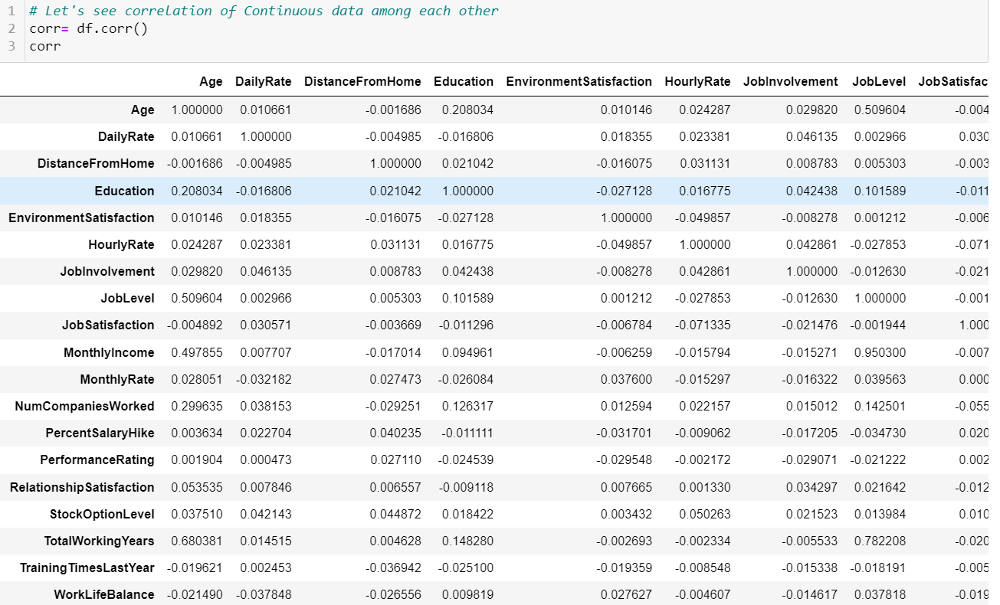 1 # Let's see correlation of Continuous data among each other
2 corr= df.corr()
3 corr
Age DailyRate DistanceFromHome Education EnvironmentSatisfaction HourlyRate JobInvolvement JobLevel JobSatisfac
Age 1.000000 0.010661 -0.001686 0.208034 0.010146 0.024287 0.029820 0.509604 -0.004
DailyRate 0.010661 1.000000 -0.004985 -0.016806 0.018355 0.023381 0.046135 0.002966 0.030
DistanceFromHome -0.001686 -0.004985 1.000000 0.021042 -0.016075 0.031131 0.008783 0.005303 -0.003
Education 0.208034 -0.016806 0.021042 1.000000 -0.027128 0.016775 0.042438 0.101589 -0.011
EnvironmentSatisfaction 0.010146 0.018355 -0.016075 -0.027128 1.000000 -0.049857 -0.008278 0.001212 -0.006
HourlyRate 0.024287 0.023381 0.031131 0.016775 -0.049857 1.000000 0.042861 -0.027853 -0.071
JobInvolvement 0.029820 0.046135 0.008783 0.042438 -0.008278 0.042861 1.000000 -0.012630 -0.021
JobLevel 0.509604 0.002966 0.005303 0.101589 0.001212 -0.027853 -0.012630 1.000000 -0.001
JobSatisfaction -0.004892 0.030571 -0.003669 -0.011296 -0.006784 -0.071335 -0.021476 -0.001944 1.000
MonthlyIncome 0.497855 0.007707 -0.017014 0.094961 -0.006259 -0.015794 -0.015271 0.950300 -0.007
MonthlyRate 0.028051 -0.032182 0.027473 -0.026084 0.037600 -0.015297 -0.016322 0.039563 0.000
NumCompaniesWorked 0.299635 0.038153 -0.029251 0.126317 0.012594 0.022157 0.015012 0.142501 -0.055
PercentSalaryHike 0.003634 0.022704 0.040235 -0.011111 -0.031701 -0.009062 -0.017205 -0.034730 0.020
PerformanceRating 0.001904 0.000473 0.027110 -0.024539 -0.029548 -0.002172 -0.029071 -0.021222 0.002
RelationshipSatisfaction 0.053535 0.007846 0.006557 -0.009118 0.007665 0.001330 0.034297 0.021642 -0.012
StockOptionLevel 0.037510 0.042143 0.044872 0.018422 0.003432 0.050263 0.021523 0.013984 0.010
TotalWorkingYears 0.680381 0.014515 0.004628 0.148280 -0.002693 -0.002334 -0.005533 0.782208 -0.020
TrainingTimesLastYear -0.019621 0.002453 -0.036942 -0.025100 -0.019359 -0.008548 -0.015338 -0.018191 -0.005
WorkLifeBalance -0.021490 -0.037848 -0.026556 0.009819 0.027627 -0.004607 -0.014617 0.037818 -0.019